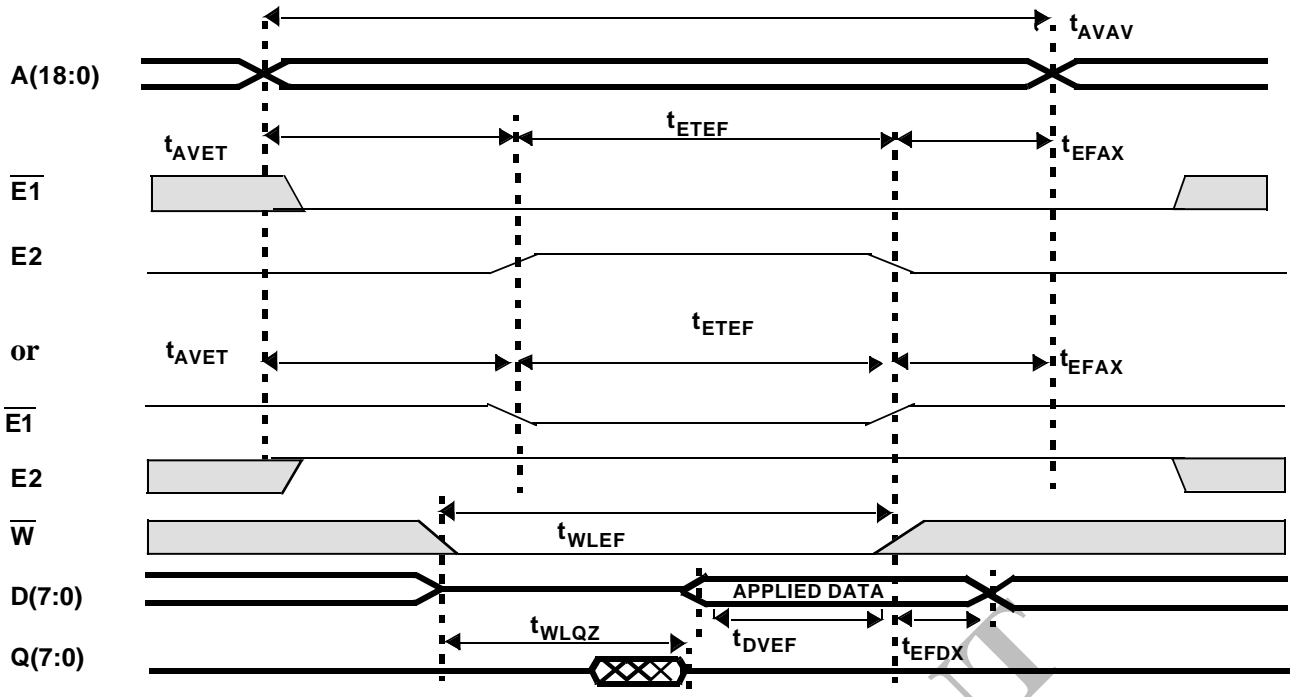 tAVAV
A(18:0)
tAVET
tETEF
tEFAX
E1
E2
or
tAVET
tETEF
tEFAX
E1
E2
W
tWLEF
D(7:0)
APPLIED DATA
tWLQZ
tDVEF
tEFDX
Q(7:0)